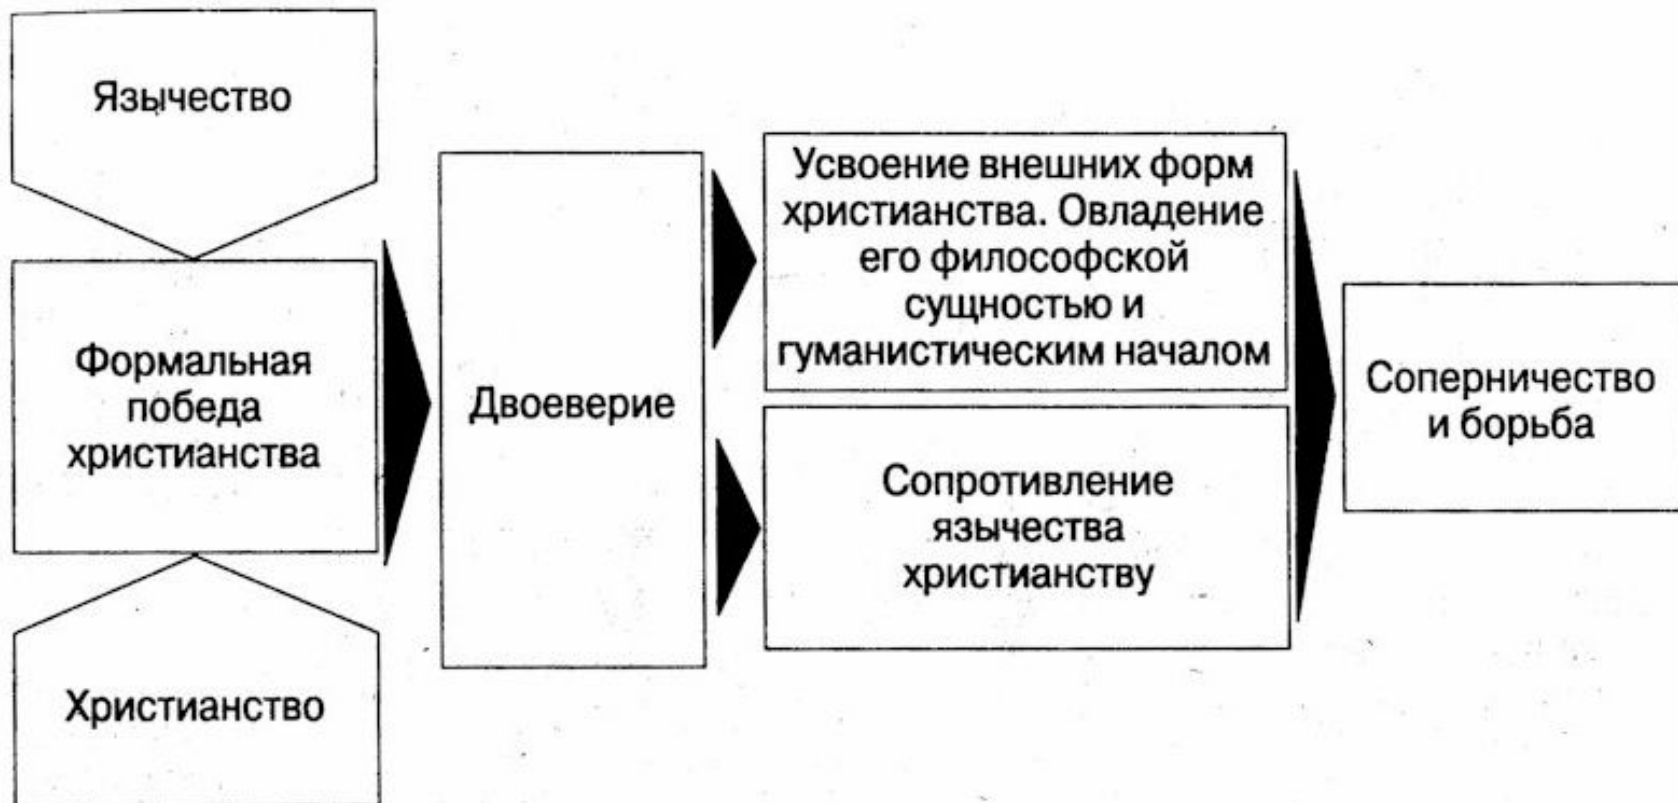 Язычество
Формальная
победа
христианства
Христианство
Двоеверие
Усвоение внешних форм
христианства. Овладение
его философской
сущностью и
гуманистическим началом
Сопротивление
язычества
христианству
Соперничество
и борьба